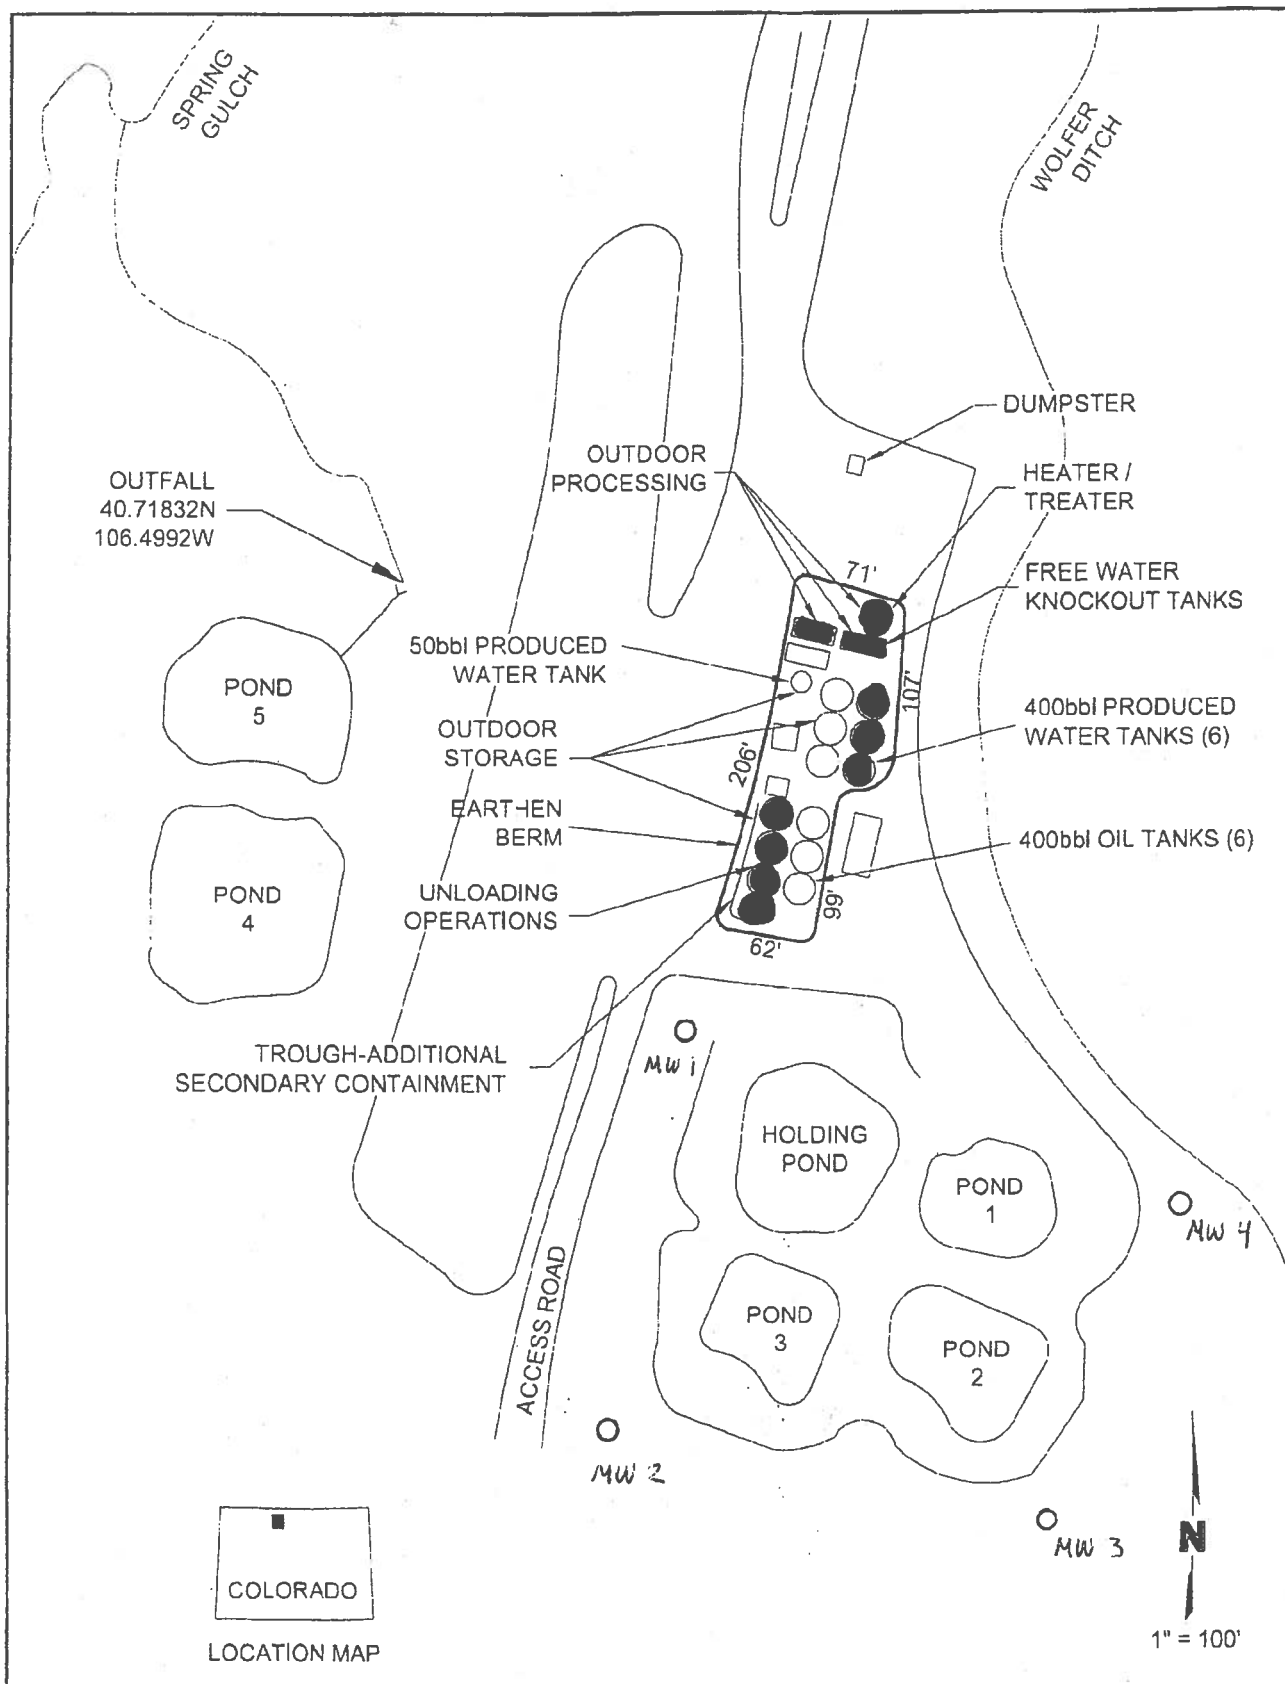 SPRING
GULCH
WOLFER
DITCH
DUMPSTER
OUTDOOR
PROCESSING
HEATER /
TREATER
OUTFALL
40.71832N
106.4992W
71'
FREE WATER
KNOCKOUT TANKS
50bbl PRODUCED
WATER TANK
POND
5
107'
400bbl PRODUCED
WATER TANKS (6)
OUTDOOR
STORAGE
206'
EARTHEN
BERM
400bbl OIL TANKS (6)
POND
4
UNLOADING
OPERATIONS
99'
62'
TROUGH-ADDITIONAL
SECONDARY CONTAINMENT
MW 1
HOLDING
POND
POND
1
MW 4
ACCESS ROAD
POND
3
POND
2
MW 2
MW 3
N
COLORADO
LOCATION MAP
1" = 100'